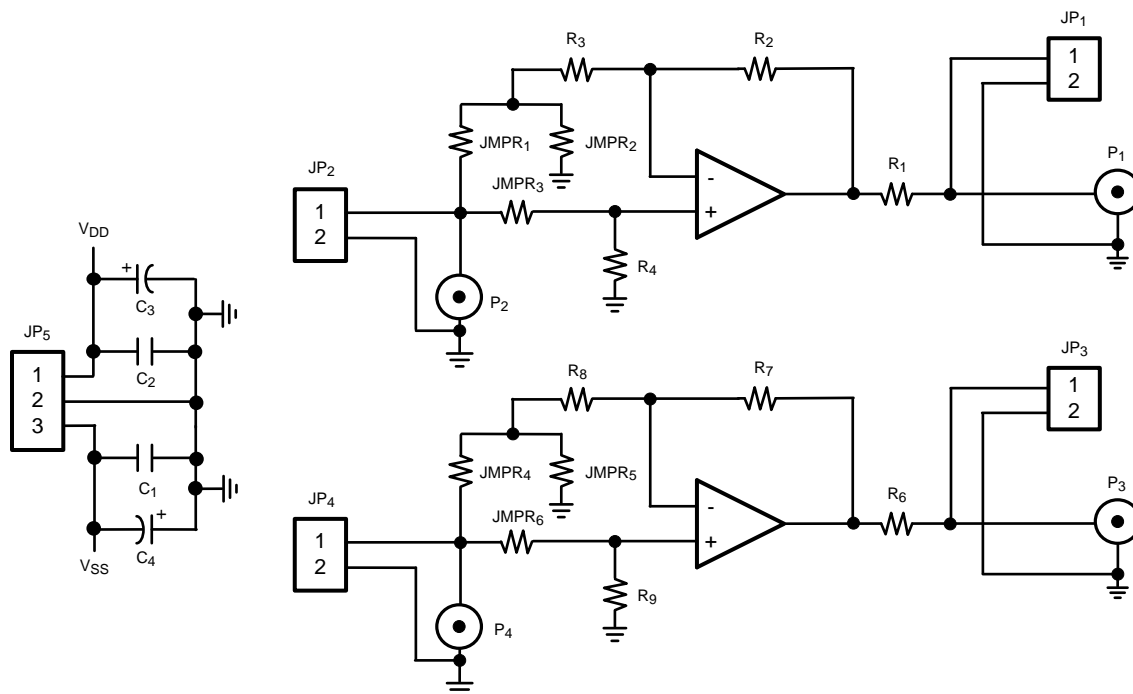 JP1
R3
R2
1
2
JMPR1
JMPR2
P1
JP2
R1
JMPR3
-
1
2
+
VDD
R4
+
C3
P2
JP5
JP3
1
2
3
C2
R8
R7
1
2
JMPR4
JMPR5
P3
C1
JP4
R6
JMPR6
-
+
1
2
+
VSS
C4
R9
P4